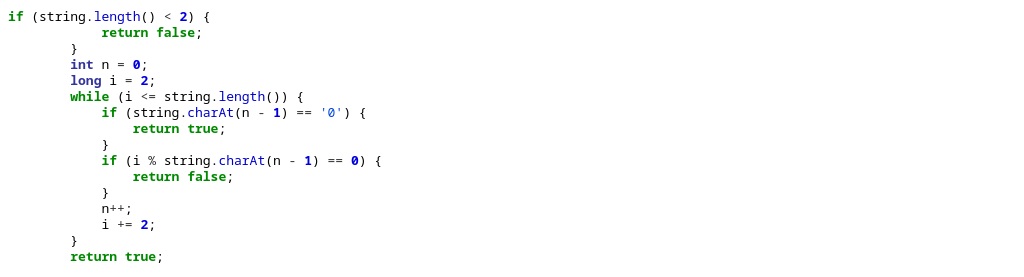 if (string.length() < 2) {
            return false;
        }
        int n = 0;
        long i = 2;
        while (i <= string.length()) {
            if (string.charAt(n - 1) == '0') {
                return true;
            }
            if (i % string.charAt(n - 1) == 0) {
                return false;
            }
            n++;
            i += 2;
        }
        return true;